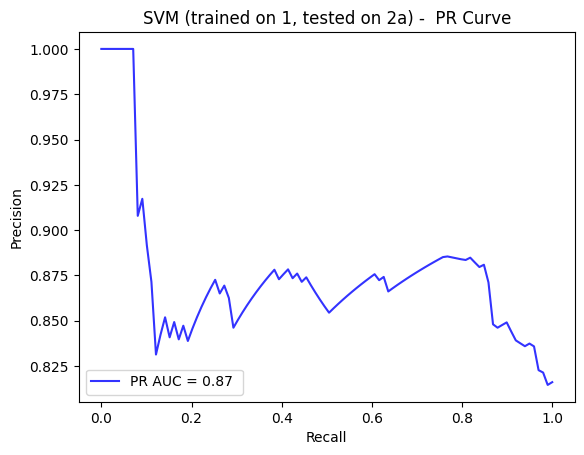 SVM (trained on 1, tested on 2a) -  PR Curve
1.000
0.975
0.950
0.925
0.900
0.875
0.850
0.825
Precision
PR AUC = 0.87
0.0 0.2 0.4 0.6 0.8 1.0
Recall